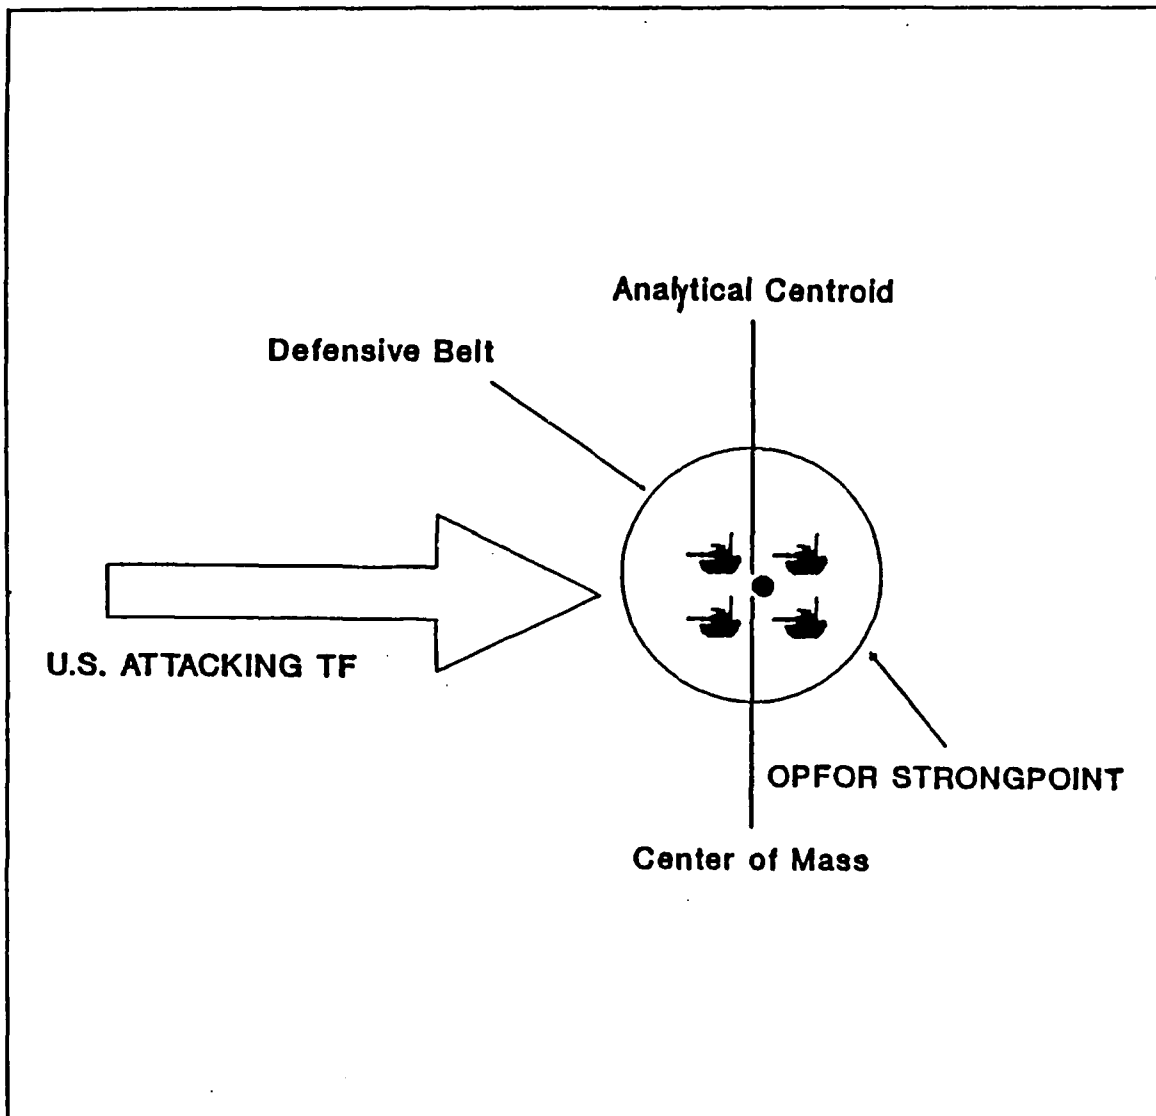 Analytical Centroid
Defensive Belt
U.S. ATTACKING TF
OPFOR STRONGPOINT
Center of Mass